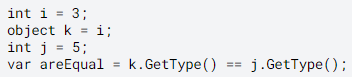 int i = 3;
object k = i;
int j = 5;
var areEqual = k.GetType() == j.GetType();